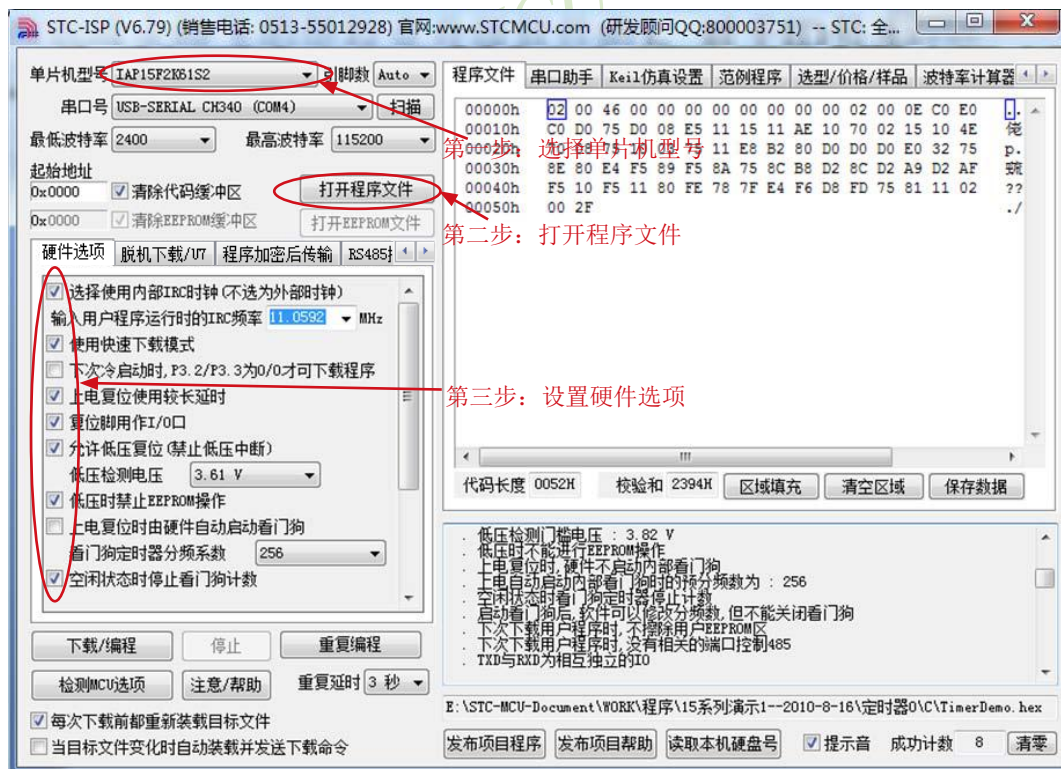 STC-ISP (V6.79) (销售电话: 0513-55012928) 官网:www.STCMCU.com (研发顾问QQ:800003751) -- STC: 全...
单片机型号 IAP15F2K61S2 引脚数 Auto
串口号 USB-SERIAL CH340 (COM4) 扫描
最低波特率 2400 最高波特率 115200
起始地址
0x0000 清除代码缓冲区 打开程序文件
0x0000 清除EEPROM缓冲区 打开EEPROM文件
硬件选项 脱机下载/U7 程序加密后传输 RS485
选择使用内部IRC时钟(不选为外部时钟)
输入用户程序运行时的IRC频率 11.0592 MHz
使用快速下载模式
下次冷启动时,P3.2/P3.3为0/0才可下载程序
上电复位使用较长延时
复位脚用作I/O口
允许低压复位(禁止低压中断)
低压检测电压 3.61 V
低压时禁止EEPROM操作
上电复位时由硬件自动启动看门狗
看门狗定时器分频系数 256
空闲状态时停止看门狗计数
下载/编程 停止 重复编程
检测MCU选项 注意/帮助 重复延时 3 秒
每次下载前都重新装载目标文件
当目标文件变化时自动装载并发送下载命令
程序文件 串口助手 Keil仿真设置 范例程序 选型/价格/样品 波特率计算器
00000h 02 00 46 00 00 00 00 00 00 00 00 02 00 0E C0 E0
00010h C0 D0 75 D0 08 E5 11 15 11 AE 10 70 02 15 10 4E 恅
11 E8 B2 80 D0 D0 D0 E0 32 75 p.
第一步: 选择单片机型号
00030h 8E 80 E4 F5 89 F5 8A 75 8C B8 D2 8C D2 A9 D2 AF
00040h F5 10 F5 11 80 FE 78 7F E4 F6 D8 FD 75 81 11 02 ??
00050h 00 2F ./
第二步: 打开程序文件
第三步: 设置硬件选项
代码长度 0052H 校验和 2394H 区域填充 清空区域 保存数据
. 低压检测门槛电压 : 3.82 V
. 低压时不能进行EEPROM操作
. 上电复位时,硬件不启动内部看门狗
. 上电自动启动内部看门狗时的预分频数为 : 256
. 空闲状态时看门狗定时器停止计数
. 启动看门狗后,软件可以修改分频数,但不能关闭看门狗
. 下次下载用户程序时,不擦除用户EEPROM区
. 下次下载用户程序时,没有相关的端口控制485
. TXD与RXD为相互独立的IO
E:\STC-MCU-Document\WORK\程序\15系列演示1--2010-8-16\定时器0\C\TimerDemo.hex
发布项目程序 发布项目帮助 读取本机硬盘号 提示音 成功计数 8 清零